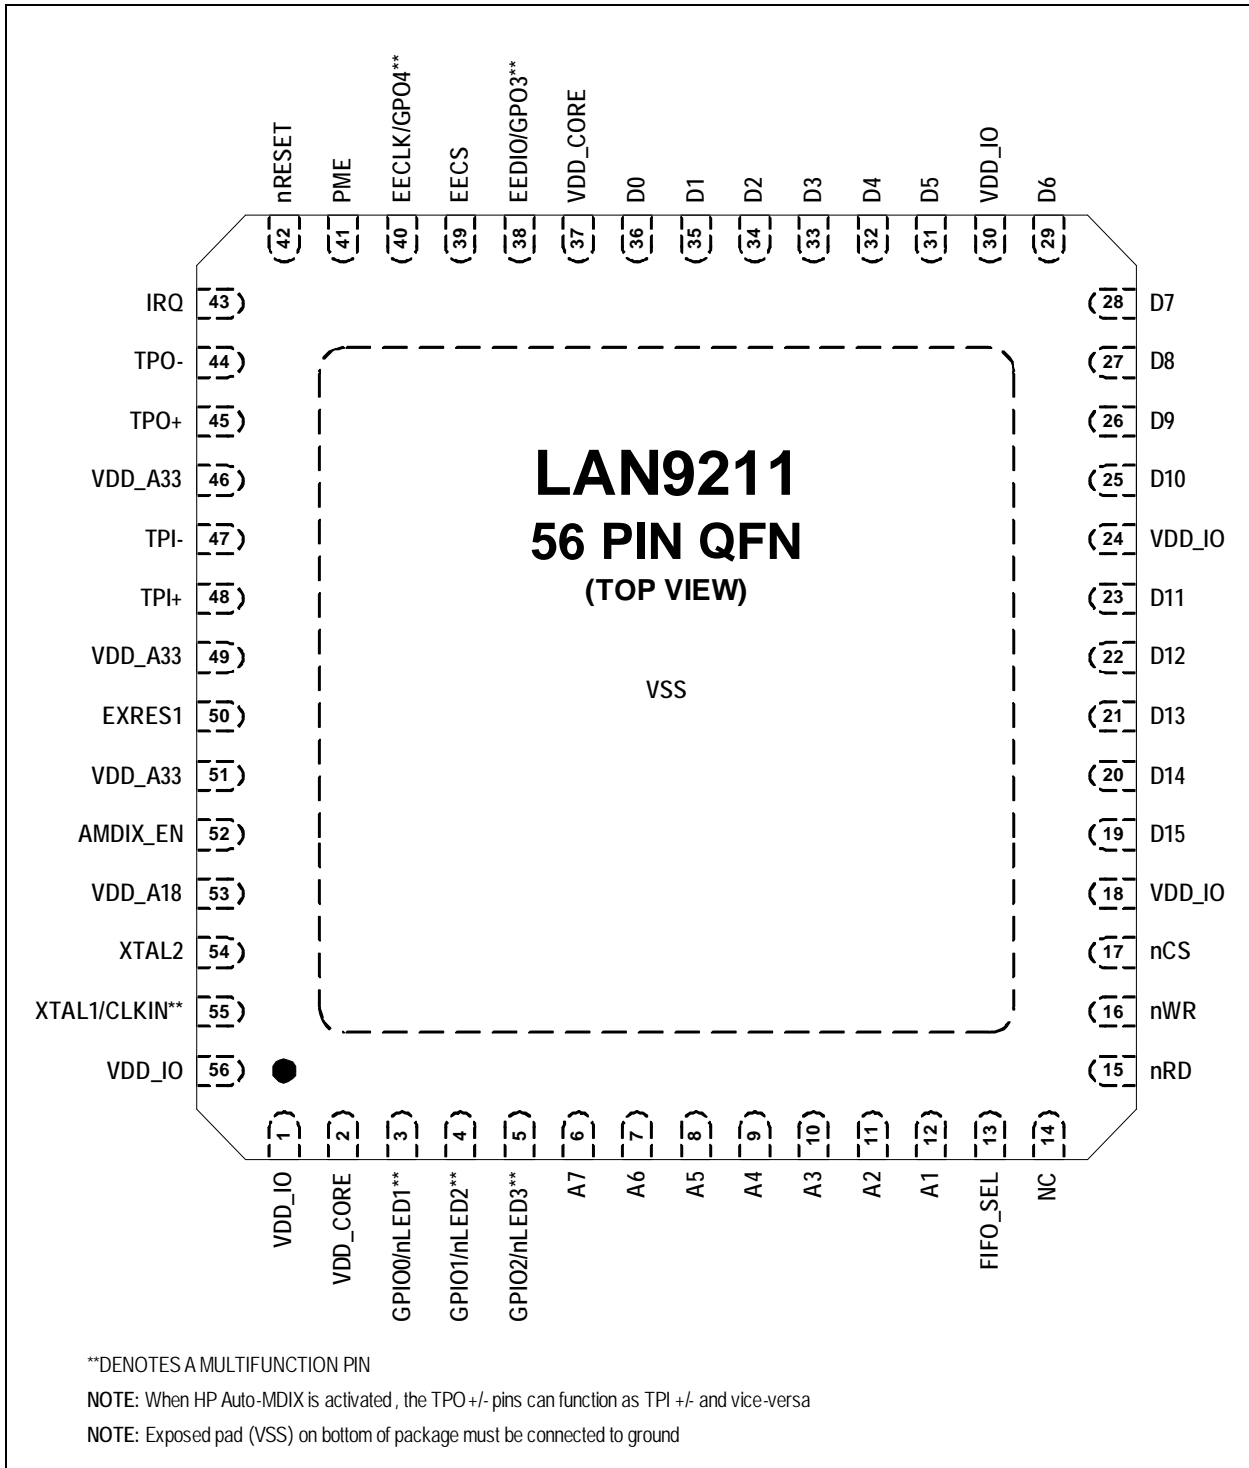 nRESET
PME
EECLK/GPO4**
EECS
EEDIO/GPO3**
VDD_CORE
D0
D1
D2
D3
D4
D5
VDD_IO
D6
42
41
40
39
38
37
36
35
34
33
32
31
30
29
IRQ 43
TPO- 44
TPO+ 45
VDD_A33 46
TPI- 47
TPI+ 48
VDD_A33 49
EXRES1 50
VDD_A33 51
AMDIX_EN 52
VDD_A18 53
XTAL2 54
XTAL1/CLKIN** 55
VDD_IO 56
LAN9211
56 PIN QFN
(TOP VIEW)
VSS
28 D7
27 D8
26 D9
25 D10
24 VDD_IO
23 D11
22 D12
21 D13
20 D14
19 D15
18 VDD_IO
17 nCS
16 nWR
15 nRD
1
2
3
4
5
6
7
8
9
10
11
12
13
14
VDD_IO
VDD_CORE
GPIO0/nLED1**
GPIO1/nLED2**
GPIO2/nLED3**
A7
A6
A5
A4
A3
A2
A1
FIFO_SEL
NC
**DENOTES A MULTIFUNCTION PIN
NOTE: When HP Auto-MDIX is activated , the TPO +/- pins can function as TPI +/- and vice-versa
NOTE: Exposed pad (VSS) on bottom of package must be connected to ground